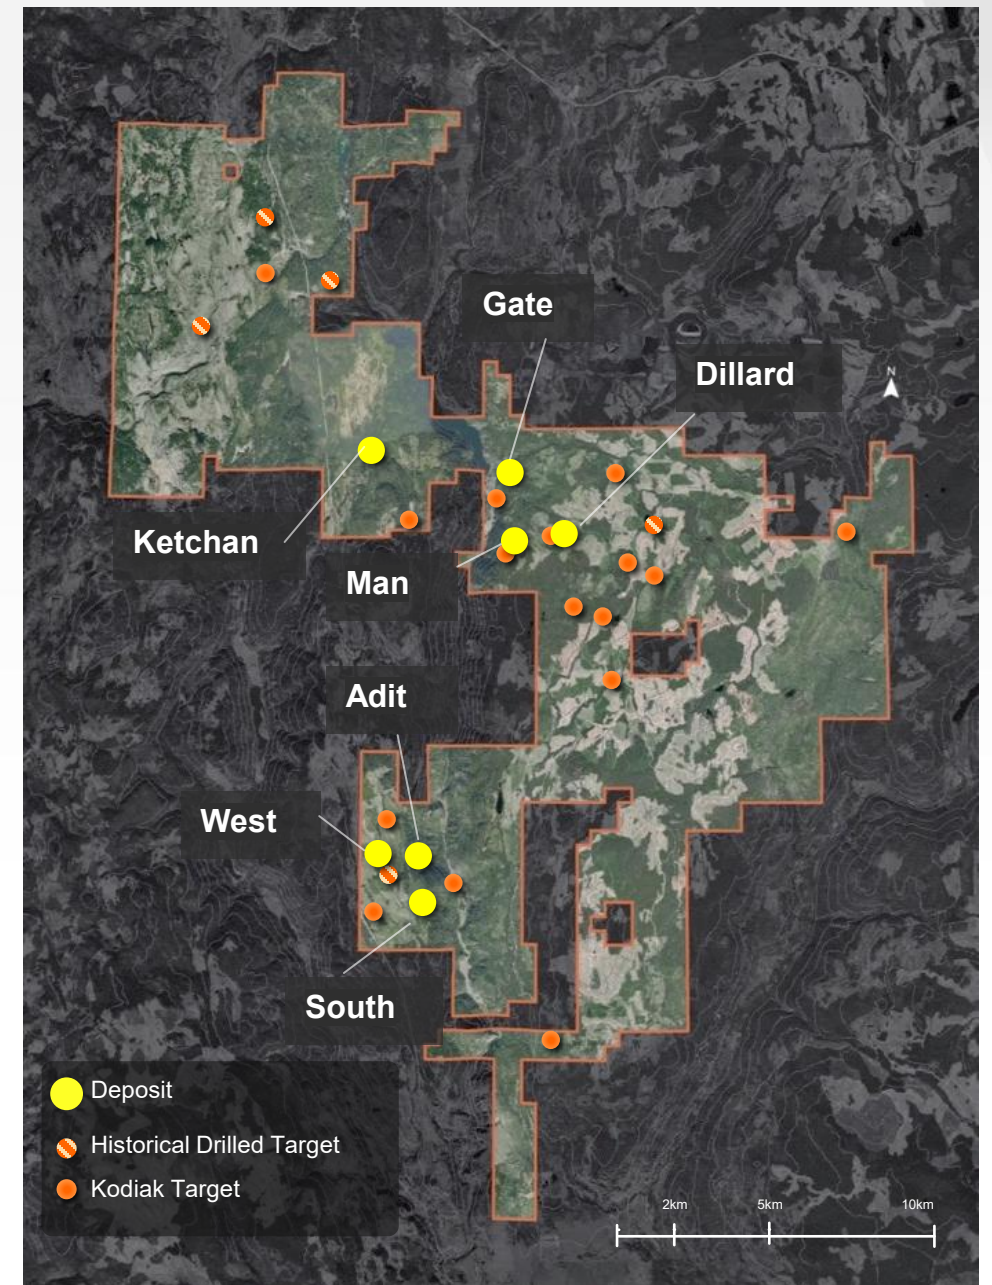 Gate
Dillard
N
Ketchan
Man
Adit
West
South
Deposit
Historical Drilled Target
Kodiak Target
2km
5km
10km